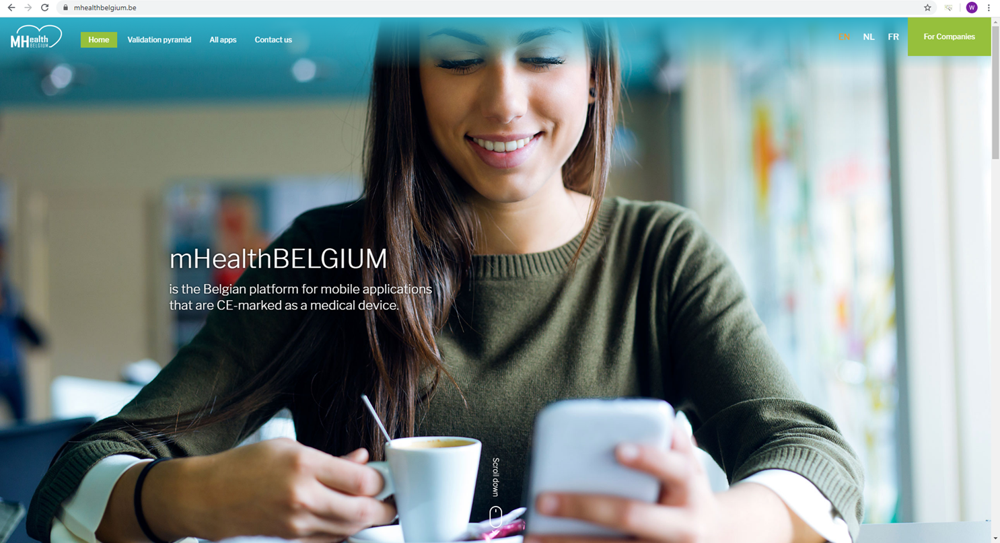 mhealthbelgium.be
W
MHealth
BELGIUM
Home Validation pyramid All apps Contact us
EN NL FR
For Companies
mHealthBELGIUM
is the Belgian platform for mobile applications
that are CE-marked as a medical device.
Scroll down